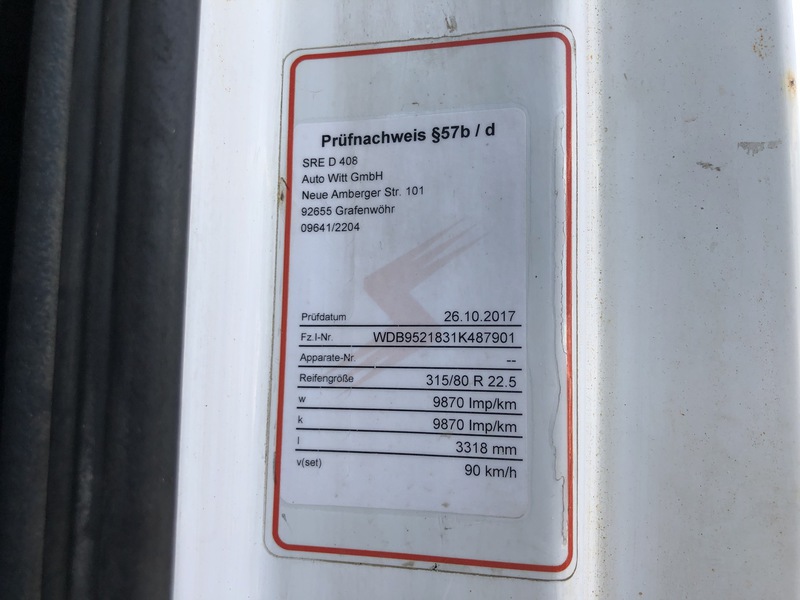 Prüfnachweis §57b / d
SRE D 408
Auto Witt GmbH
Neue Amberger Str. 101
92655 Grafenwöhr
09641/2204
Prüfdatum 26.10.2017
Fz.I-Nr. WDB9521831K487901
Apparate-Nr. --
Reifengröße 315/80 R 22.5
w 9870 Imp/km
k 9870 Imp/km
l 3318 mm
v(set) 90 km/h